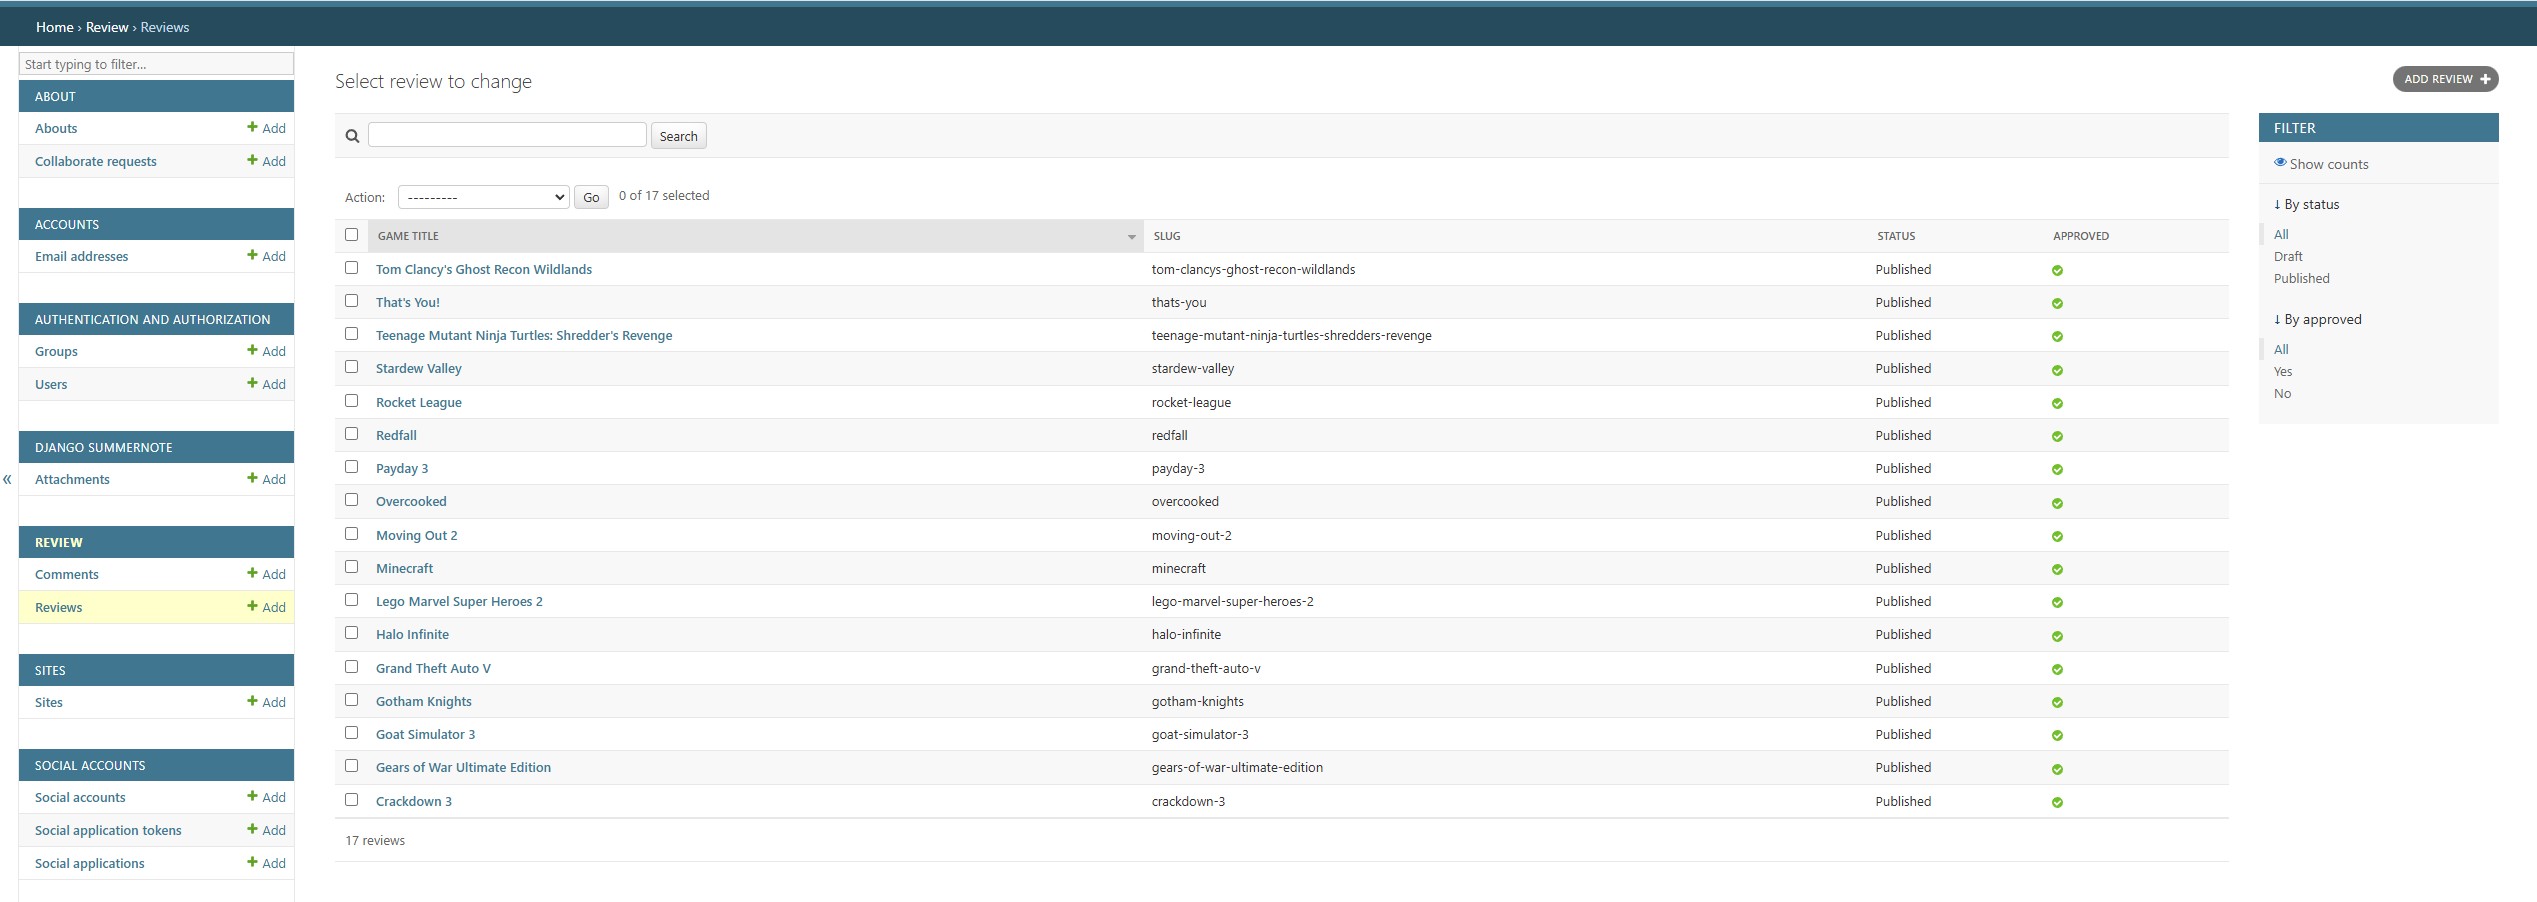 Home › Review › Reviews
Start typing to filter...
ABOUT
Abouts Add
Collaborate requests Add
ACCOUNTS
Email addresses Add
AUTHENTICATION AND AUTHORIZATION
Groups Add
Users Add
DJANGO SUMMERNOTE
Attachments Add
REVIEW
Comments Add
Reviews Add
SITES
Sites Add
SOCIAL ACCOUNTS
Social accounts Add
Social application tokens Add
Social applications Add
«
Select review to change
ADD REVIEW
Search
Action: --------- Go 0 of 17 selected
GAME TITLE SLUG STATUS APPROVED
Tom Clancy's Ghost Recon Wildlands tom-clancys-ghost-recon-wildlands Published
That's You! thats-you Published
Teenage Mutant Ninja Turtles: Shredder's Revenge teenage-mutant-ninja-turtles-shredders-revenge Published
Stardew Valley stardew-valley Published
Rocket League rocket-league Published
Redfall redfall Published
Payday 3 payday-3 Published
Overcooked overcooked Published
Moving Out 2 moving-out-2 Published
Minecraft minecraft Published
Lego Marvel Super Heroes 2 lego-marvel-super-heroes-2 Published
Halo Infinite halo-infinite Published
Grand Theft Auto V grand-theft-auto-v Published
Gotham Knights gotham-knights Published
Goat Simulator 3 goat-simulator-3 Published
Gears of War Ultimate Edition gears-of-war-ultimate-edition Published
Crackdown 3 crackdown-3 Published
17 reviews
FILTER
Show counts
↓ By status
All
Draft
Published
↓ By approved
All
Yes
No